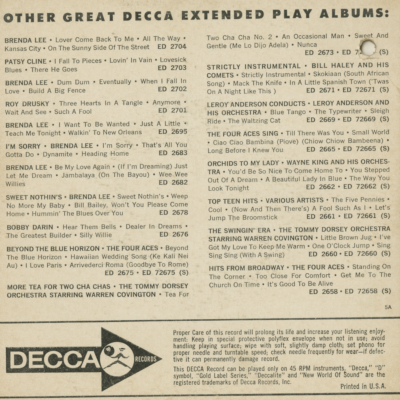 OTHER GREAT DECCA EXTENDED PLAY ALBUMS:
BRENDA LEE • Lover Come Back To Me • All The Way •
Kansas City • On The Sunny Side Of The Street ED 2704
PATSY CLINE • I Fall To Pieces • Lovin' In Vain • Lovesick
Blues • There He Goes ED 2703
BRENDA LEE • Dum Dum • Eventually • When I Fall In
Love • Build A Big Fence ED 2702
ROY DRUSKY • Three Hearts In A Tangle • Anymore •
Wait And See • Such A Fool ED 2701
BRENDA LEE • I Want To Be Wanted • Just A Little •
Teach Me Tonight • Walkin' To New Orleans ED 2695
I'M SORRY • BRENDA LEE • I'm Sorry • That's All You
Gotta Do • Dynamite • Heading Home ED 2683
BRENDA LEE • Be My Love Again • (If I'm Dreaming) Just
Let Me Dream • Jambalaya (On The Bayou) • Wee Wee
Willies ED 2682
SWEET NOTHIN'S • BRENDA LEE • Sweet Nothin's • Weep
No More My Baby • Bill Bailey, Won't You Please Come
Home • Hummin' The Blues Over You ED 2678
BOBBY DARIN • Hear Them Bells • Dealer In Dreams •
The Greatest Builder • Silly Willie ED 2676
BEYOND THE BLUE HORIZON • THE FOUR ACES • Beyond
The Blue Horizon • Hawaiian Wedding Song (Ke Kali Nei
Au) • I Love Paris • Arrivederci Roma (Goodbye To Rome)
ED 2675 • ED 72675 (S)
MORE TEA FOR TWO CHA CHAS • THE TOMMY DORSEY
ORCHESTRA STARRING WARREN COVINGTON • Tea For
Two Cha Cha No. 2 • An Occasional Man • Sweet And
Gentle (Me Lo Dijo Adela) • Nunca
ED 2673 • ED
STRICTLY INSTRUMENTAL • BILL HALEY AND HIS
COMETS • Strictly Instrumental • Skokiaan (South African
Song) • Mack The Knife • In A Little Spanish Town ('Twas
On A Night Like This) ED 2671 • ED 72671 (S)
LEROY ANDERSON CONDUCTS • LEROY ANDERSON AND
HIS ORCHESTRA • Blue Tango • The Typewriter • Sleigh
Ride • The Waltzing Cat ED 2669 • ED 72669 (S)
THE FOUR ACES SING • Till There Was You • Small World
• Ciao Ciao Bambina (Piove) (Chiow Chiow Bambeena) •
Long Before I Knew You ED 2665 • ED 72665 (S)
ORCHIDS TO MY LADY • WAYNE KING AND HIS ORCHES-
TRA • You'd Be So Nice To Come Home To • You Stepped
Out Of A Dream • A Beautiful Lady In Blue • The Way You
Look Tonight ED 2662 • ED 72662 (S)
TOP TEEN HITS • VARIOUS ARTISTS • The Five Pennies
• Cool • (Now And Then There's) A Fool Such As I • Let's
Jump The Broomstick ED 2661 • ED 72661 (S)
THE SWINGIN' ERA • THE TOMMY DORSEY ORCHESTRA
STARRING WARREN COVINGTON • Little Brown Jug • I've
Got My Love To Keep Me Warm • One O'Clock Jump • Sing
Sing Sing (With A Swing) ED 2660 • ED 72660 (S)
HITS FROM BROADWAY • THE FOUR ACES • Standing On
The Corner • Too Close For Comfort • Get Me To The
Church On Time • It's Good To Be Alive
ED 2658 • ED 72658 (S)
5A
DECCA RECORDS
Proper Care of this record will prolong its life and increase your listening enjoy-
ment. Keep in special protective polyflex envelope when not in use; avoid
handling playing surface; wipe with soft, slightly damp cloth; set phono for
proper needle and turntable speed; check needle frequently for wear—if defec-
tive it can permanently damage record.
This DECCA Record can be played only on 45 RPM instruments. "Decca," "D"
symbol, "Gold Label Series," "Deccalite" and "New World Of Sound" are the
registered trademarks of Decca Records, Inc.
Printed in U.S.A.